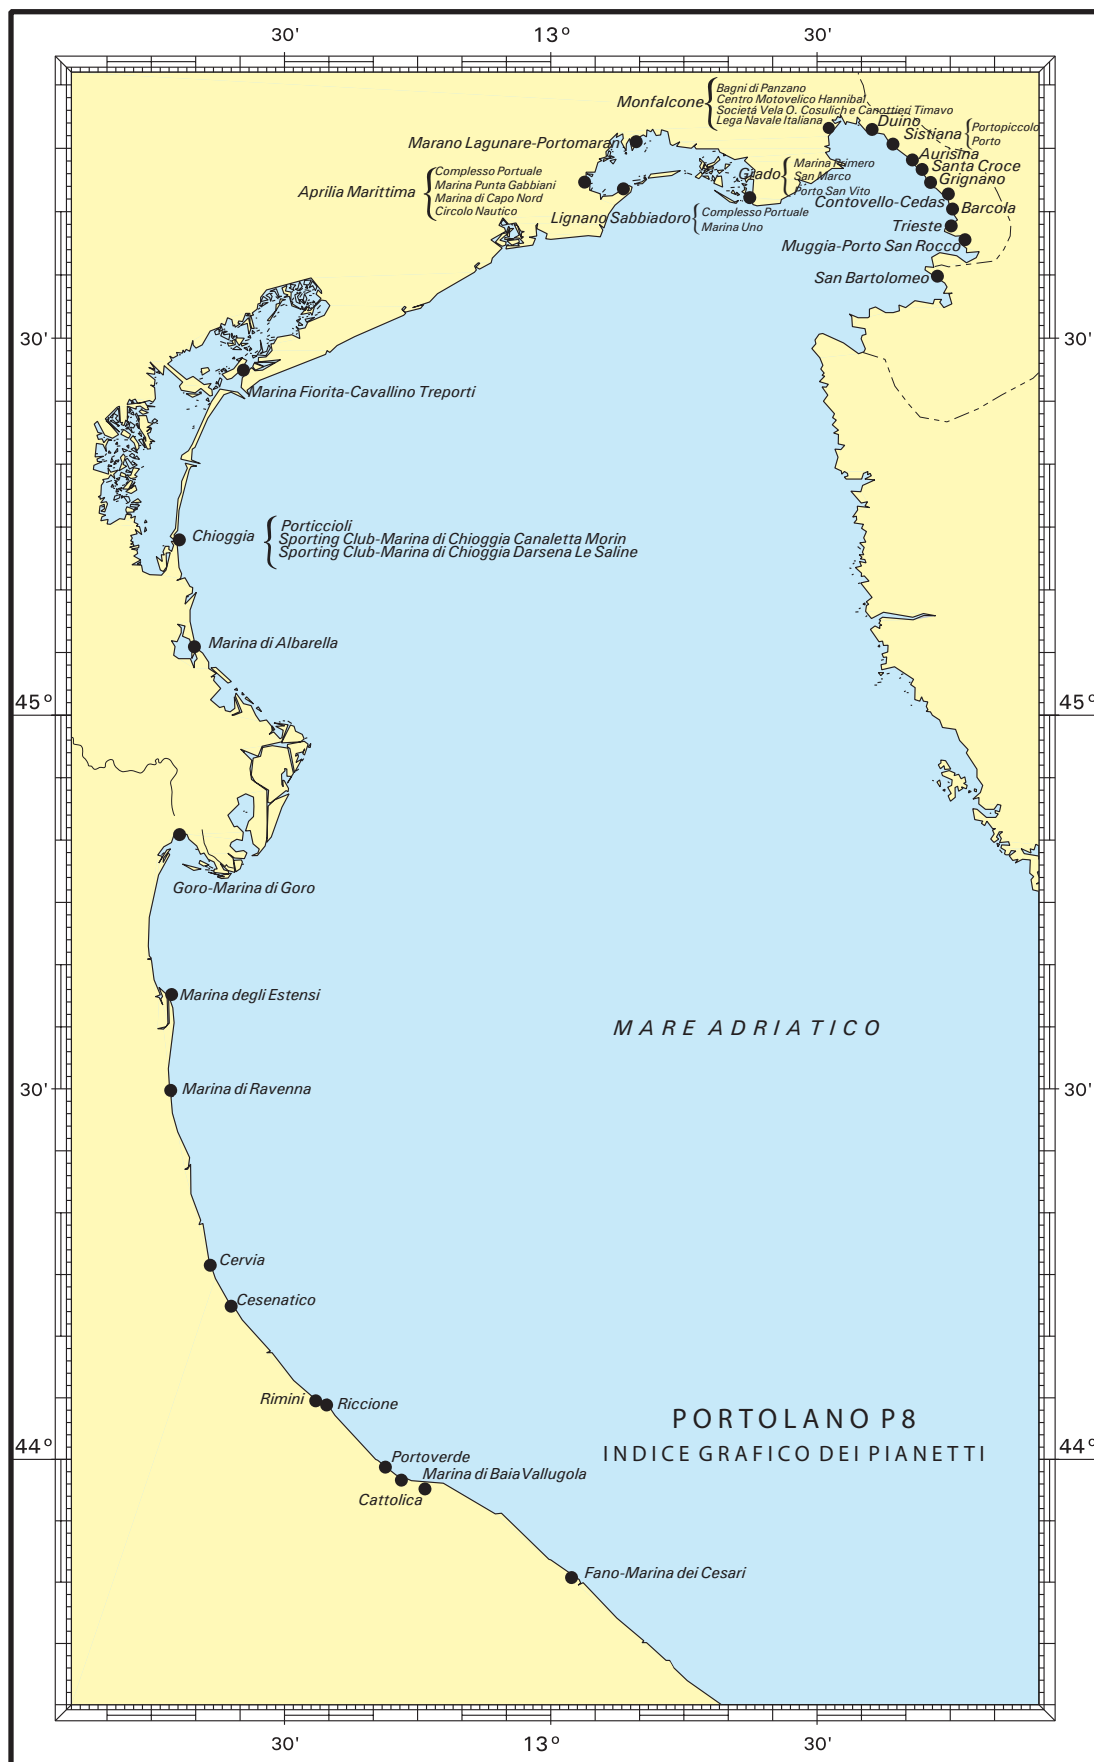 30'
13°
30'
Bagni di Panzano
Monfalcone
Centro Motovelico Hannibal
Societá Vela O. Cosulich e Canottieri Timavo
Lega Navale Italiana
Duino
Portopiccolo
Sistiana
Porto
Marano Lagunare-Portomaran
Aurisina
Marina Primero
Santa Croce
Complesso Portuale
Grado
San Marco
Grignano
Aprilia Marittima
Marina Punta Gabbiani
Porto San Vito
Marina di Capo Nord
Contovello-Cedas
Circolo Nautico
Complesso Portuale
Barcola
Lignano Sabbiadoro
Marina Uno
Trieste
Muggia-Porto San Rocco
San Bartolomeo
30'
30'
Marina Fiorita-Cavallino Treporti
Porticcioli
Chioggia
Sporting Club-Marina di Chioggia Canaletta Morin
Sporting Club-Marina di Chioggia Darsena Le Saline
Marina di Albarella
45°
45°
Goro-Marina di Goro
Marina degli Estensi
MARE ADRIATICO
30'
Marina di Ravenna
30'
Cervia
Cesenatico
Rimini
Riccione
PORTOLANO P8
44°
INDICE GRAFICO DEI PIANETTI
44°
Portoverde
Marina di Baia Vallugola
Cattolica
Fano-Marina dei Cesari
30'
13°
30'